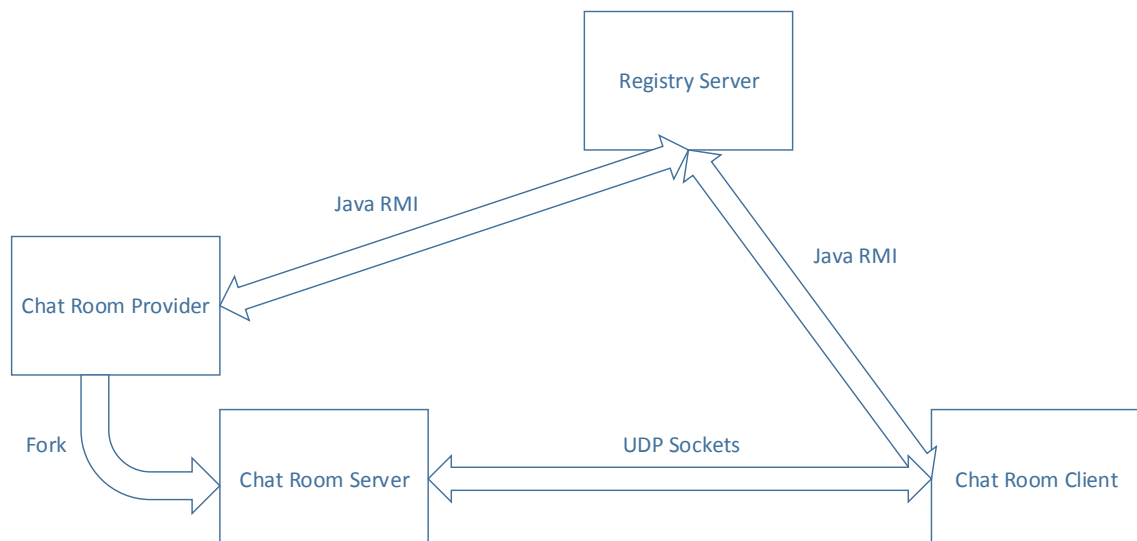 Registry Server
Java RMI
Java RMI
Chat Room Provider
Fork
UDP Sockets
Chat Room Server
Chat Room Client